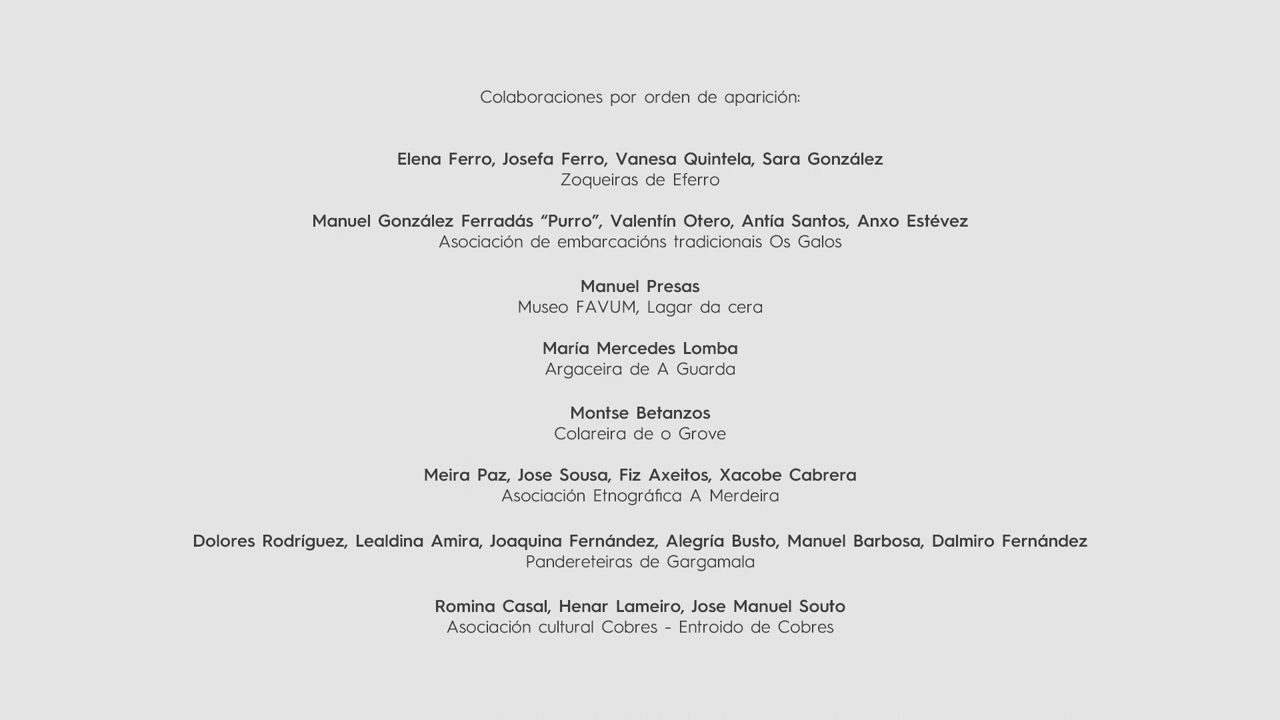 Colaboraciones por orden de aparición:
Elena Ferro, Josefa Ferro, Vanesa Quintela, Sara González
Zoqueiras de Eferro
Manuel González Ferradás “Purro”, Valentín Otero, Antía Santos, Anxo Estévez
Asociación de embarcacións tradicionais Os Galos
Manuel Presas
Museo FAVUM, Lagar da cera
María Mercedes Lomba
Argaceira de A Guarda
Montse Betanzos
Colareira de o Grove
Meira Paz, Jose Sousa, Fiz Axeitos, Xacobe Cabrera
Asociación Etnográfica A Merdeira
Dolores Rodríguez, Lealdina Amira, Joaquina Fernández, Alegría Busto, Manuel Barbosa, Dalmiro Fernández
Pandereteiras de Gargamala
Romina Casal, Henar Lameiro, Jose Manuel Souto
Asociación cultural Cobres - Entroido de Cobres